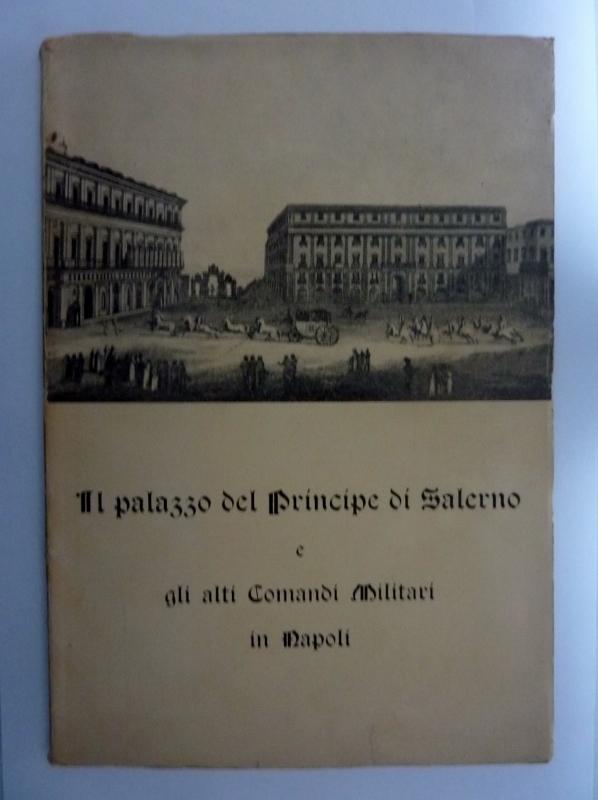 Il palazzo del Principe di Salerno
e
gli alti Comandi Militari
in Napoli